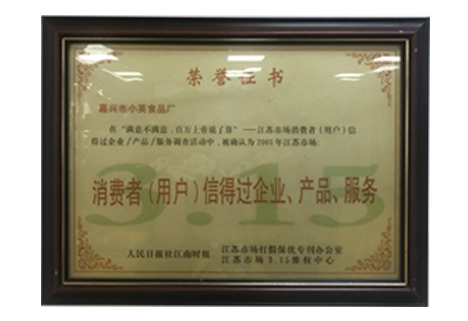 荣誉证书
嘉兴市小英食品厂
在“满意不满意，百万上帝说了算”——江苏市场消费者（用户）信
得过企业/产品/服务调查活动中，被确认为2001年江苏市场:
3.15
消费者（用户）信得过企业、产品、服务
人民日报社江南时报
江苏市场打假保优专刊办公室
江苏市场3.15维权中心